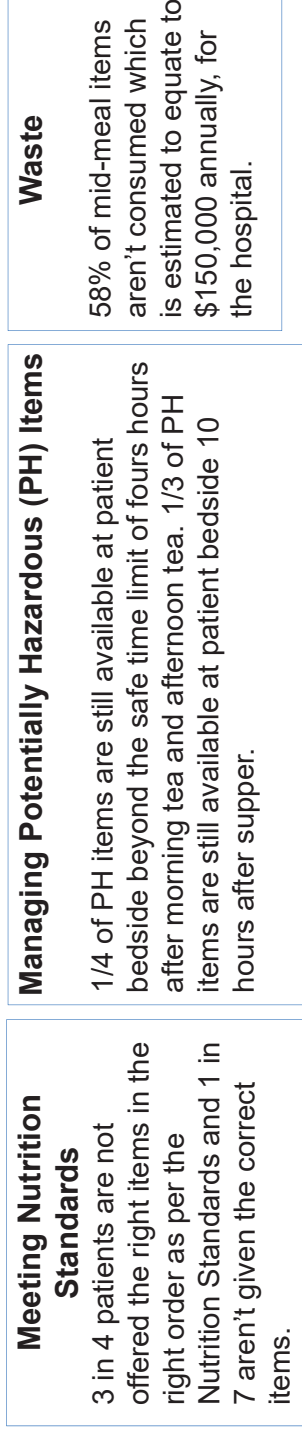 Meeting Nutrition
Standards
3 in 4 patients are not
offered the right items in the
right order as per the
Nutrition Standards and 1 in
7 aren’t given the correct
items.
Managing Potentially Hazardous (PH) Items
1/4 of PH items are still available at patient
bedside beyond the safe time limit of fours hours
after morning tea and afternoon tea. 1/3 of PH
items are still available at patient bedside 10
hours after supper.
Waste
58% of mid-meal items
aren’t consumed which
is estimated to equate to
$150,000 annually, for
the hospital.